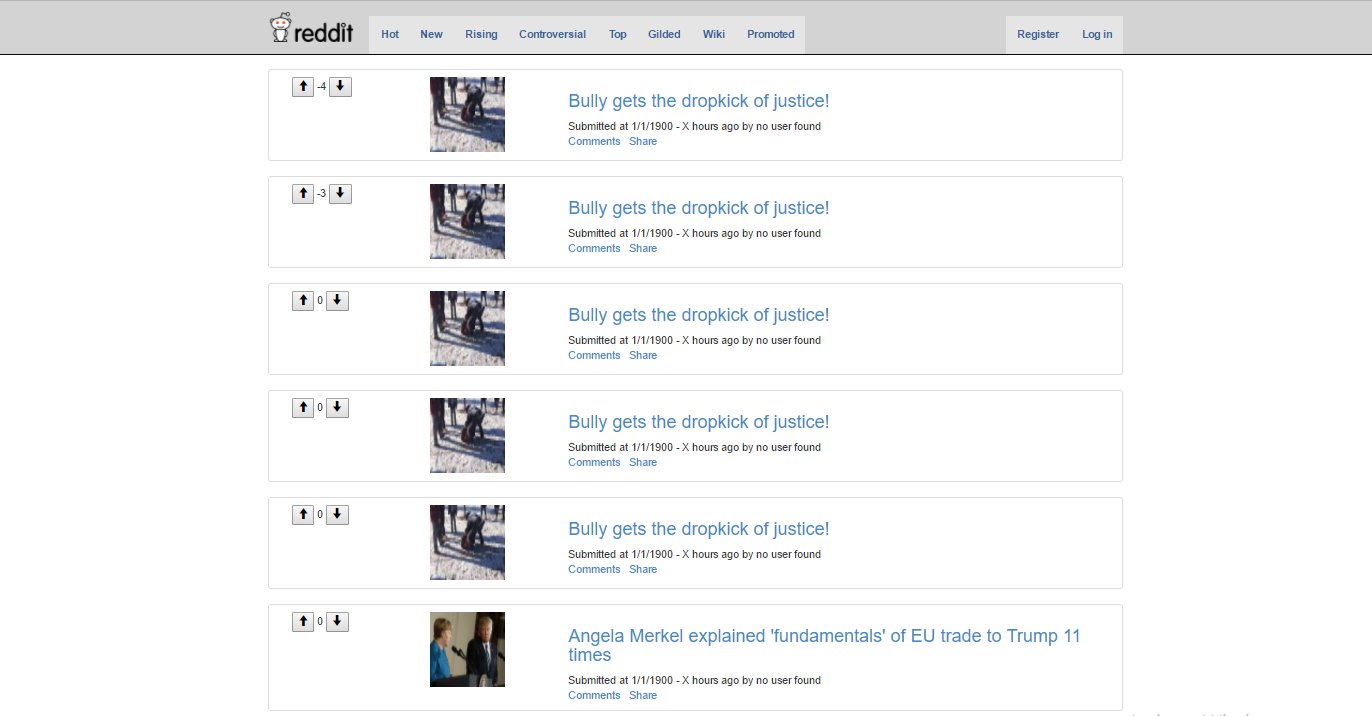 reddit
Hot New Rising Controversial Top Gilded Wiki Promoted Register Log in
-4
Bully gets the dropkick of justice!
Submitted at 1/1/1900 - X hours ago by no user found
Comments Share
-3
Bully gets the dropkick of justice!
Submitted at 1/1/1900 - X hours ago by no user found
Comments Share
0
Bully gets the dropkick of justice!
Submitted at 1/1/1900 - X hours ago by no user found
Comments Share
0
Bully gets the dropkick of justice!
Submitted at 1/1/1900 - X hours ago by no user found
Comments Share
0
Bully gets the dropkick of justice!
Submitted at 1/1/1900 - X hours ago by no user found
Comments Share
0
Angela Merkel explained 'fundamentals' of EU trade to Trump 11
times
Submitted at 1/1/1900 - X hours ago by no user found
Comments Share